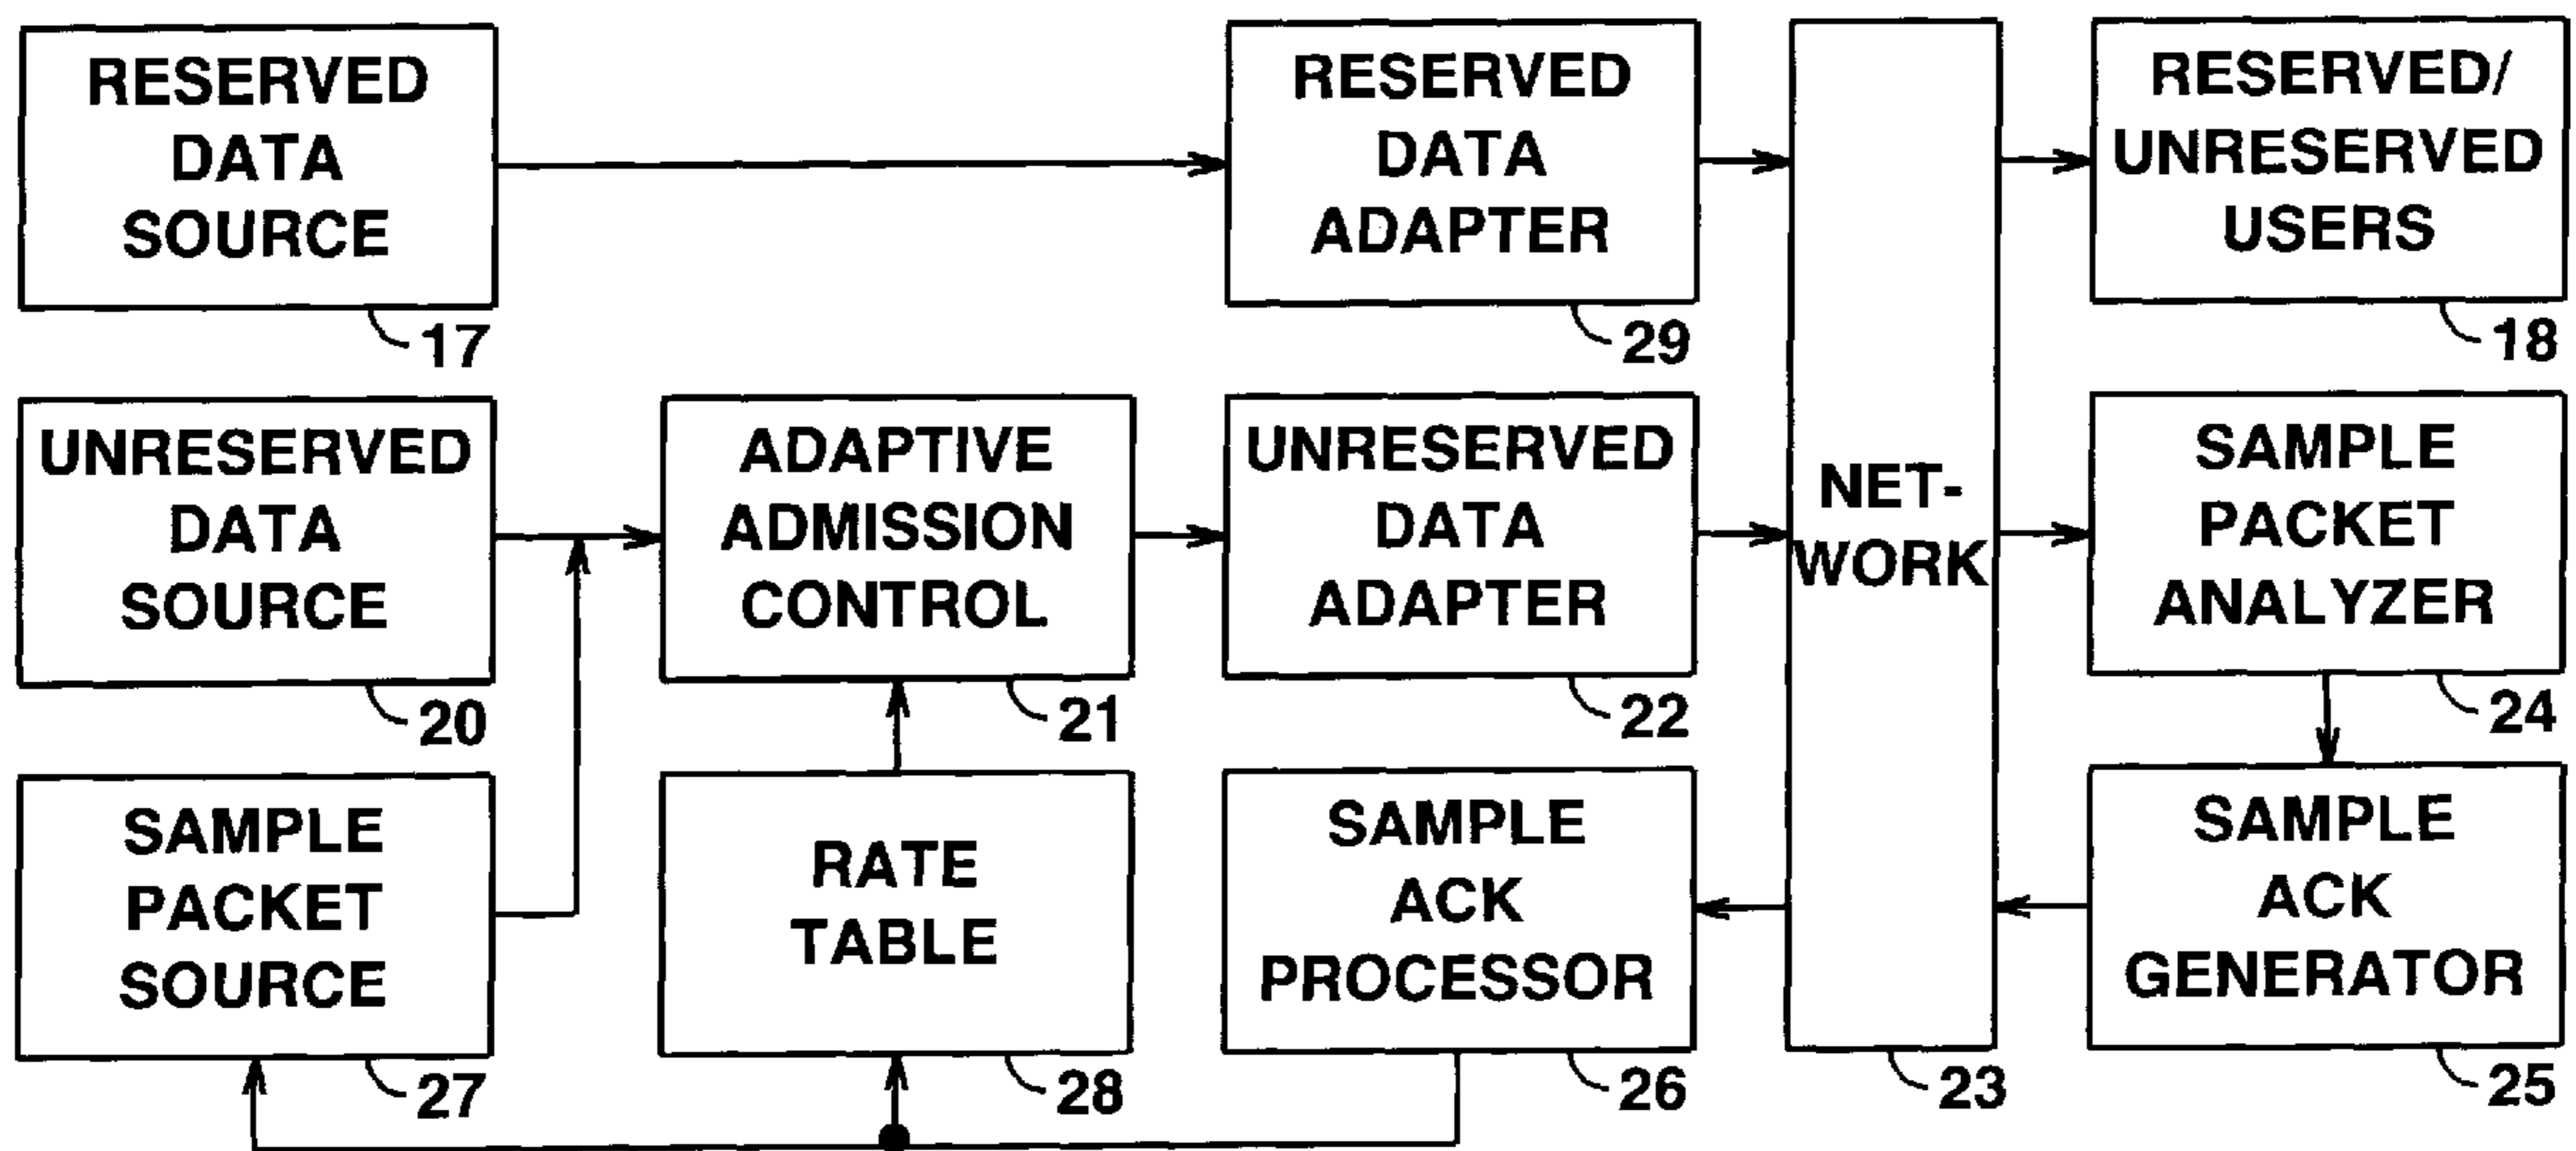 RESERVED
DATA
SOURCE
17
RESERVED
DATA
ADAPTER
29
RESERVED/
UNRESERVED
USERS
18
UNRESERVED
DATA
SOURCE
20
ADAPTIVE
ADMISSION
CONTROL
21
UNRESERVED
DATA
ADAPTER
22
NET-
WORK
23
SAMPLE
PACKET
ANALYZER
24
SAMPLE
PACKET
SOURCE
27
RATE
TABLE
28
SAMPLE
ACK
PROCESSOR
26
SAMPLE
ACK
GENERATOR
25